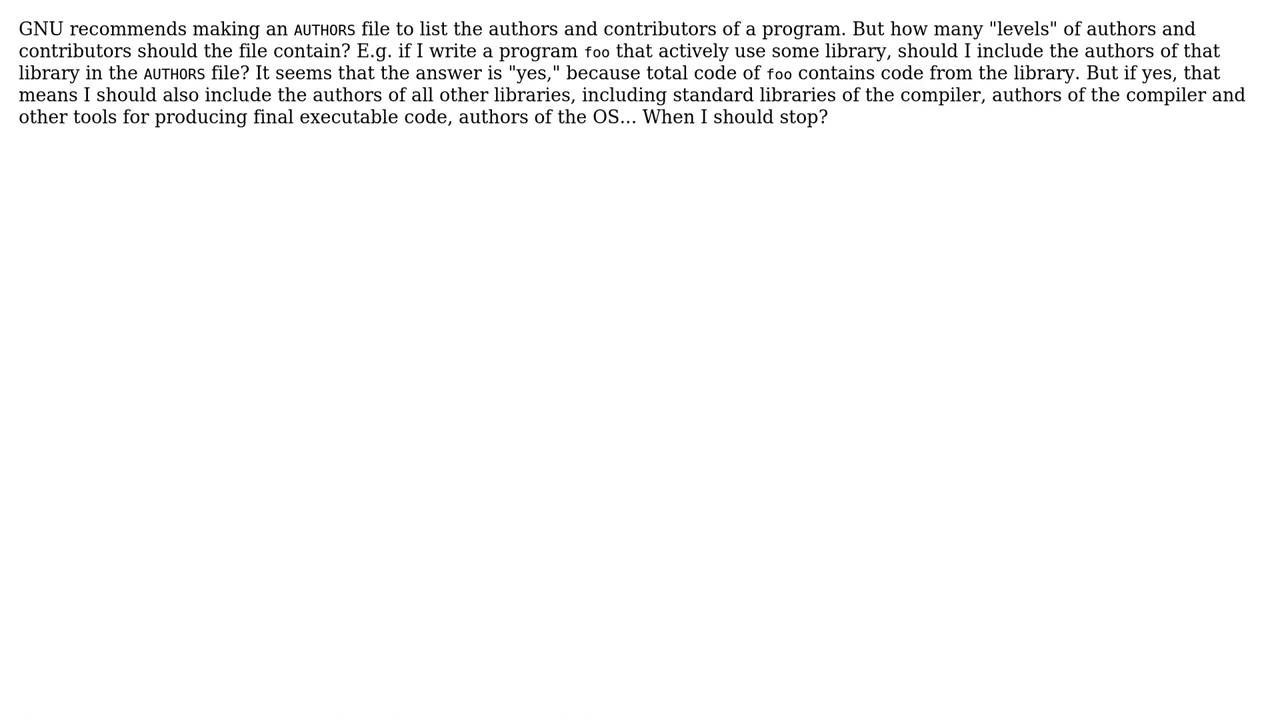 GNU recommends making an AUTHORS file to list the authors and contributors of a program. But how many "levels" of authors and
contributors should the file contain? E.g. if I write a program foo that actively use some library, should I include the authors of that
library in the AUTHORS file? It seems that the answer is "yes," because total code of foo contains code from the library. But if yes, that
means I should also include the authors of all other libraries, including standard libraries of the compiler, authors of the compiler and
other tools for producing final executable code, authors of the OS... When I should stop?